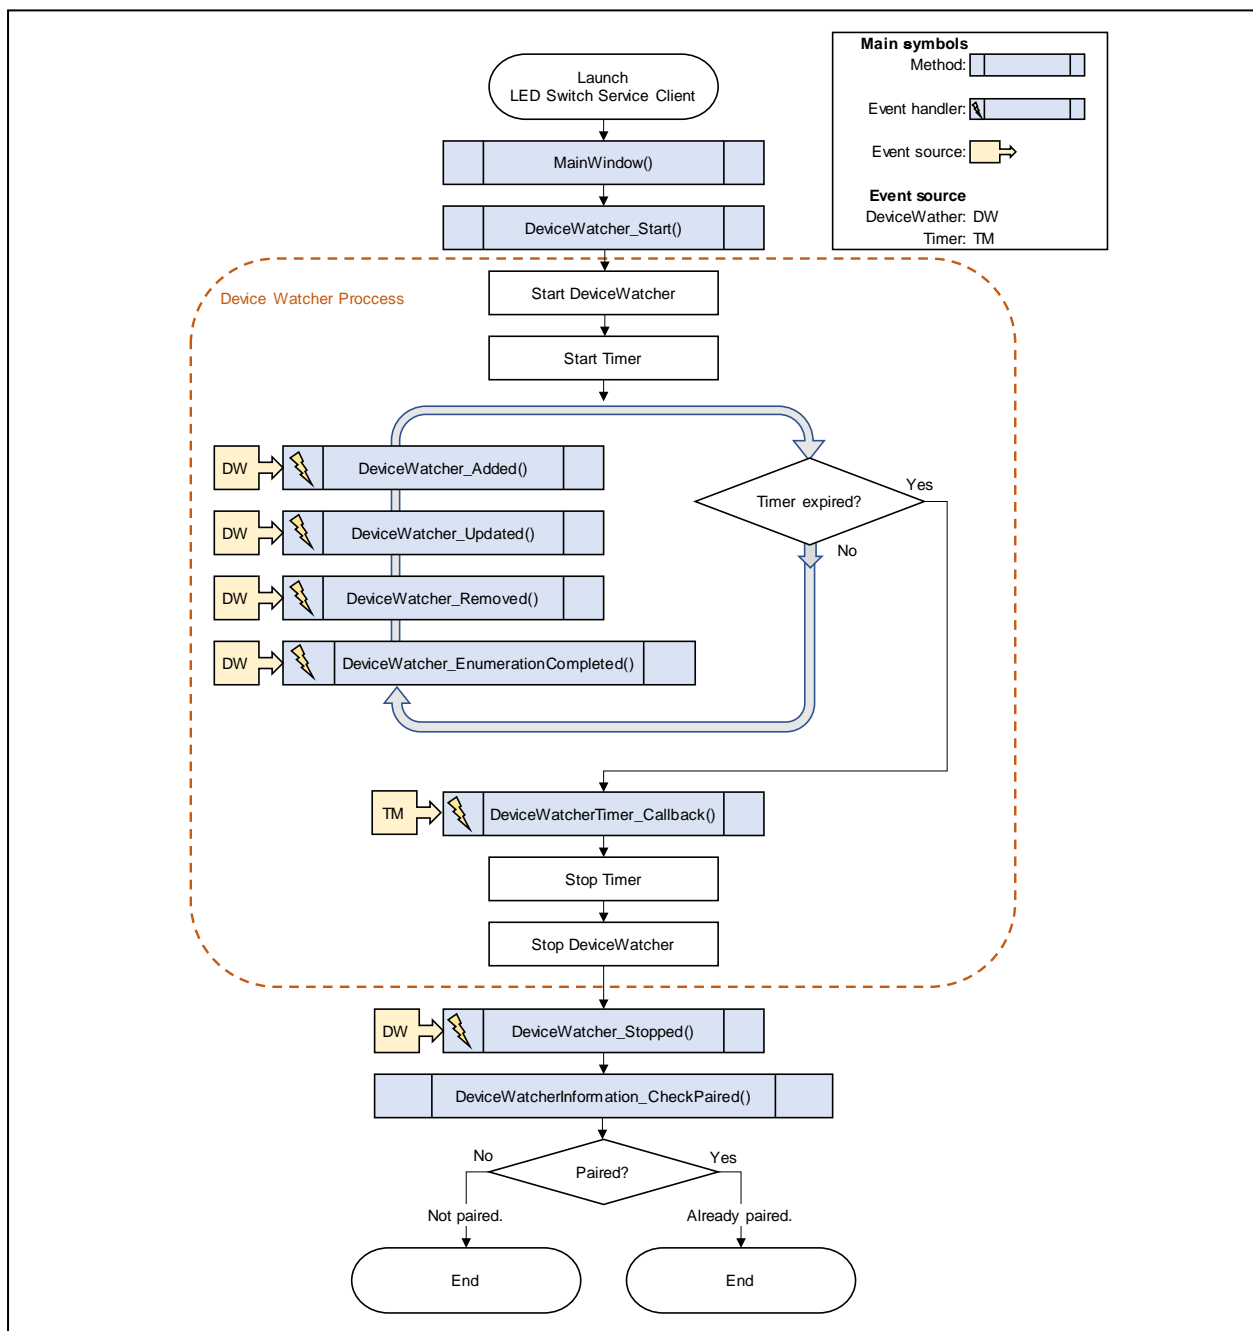 Launch
LED Switch Service Client
Main symbols
Method:
Event handler:
Event source:
Event source
DeviceWather: DW
Timer: TM
MainWindow()
DeviceWatcher_Start()
Device Watcher Proccess
Start DeviceWatcher
Start Timer
DW
DeviceWatcher_Added()
Timer expired?
Yes
No
DW
DeviceWatcher_Updated()
DW
DeviceWatcher_Removed()
DW
DeviceWatcher_EnumerationCompleted()
TM
DeviceWatcherTimer_Callback()
Stop Timer
Stop DeviceWatcher
DW
DeviceWatcher_Stopped()
DeviceWatcherInformation_CheckPaired()
No
Paired?
Yes
Not paired.
Already paired.
End
End